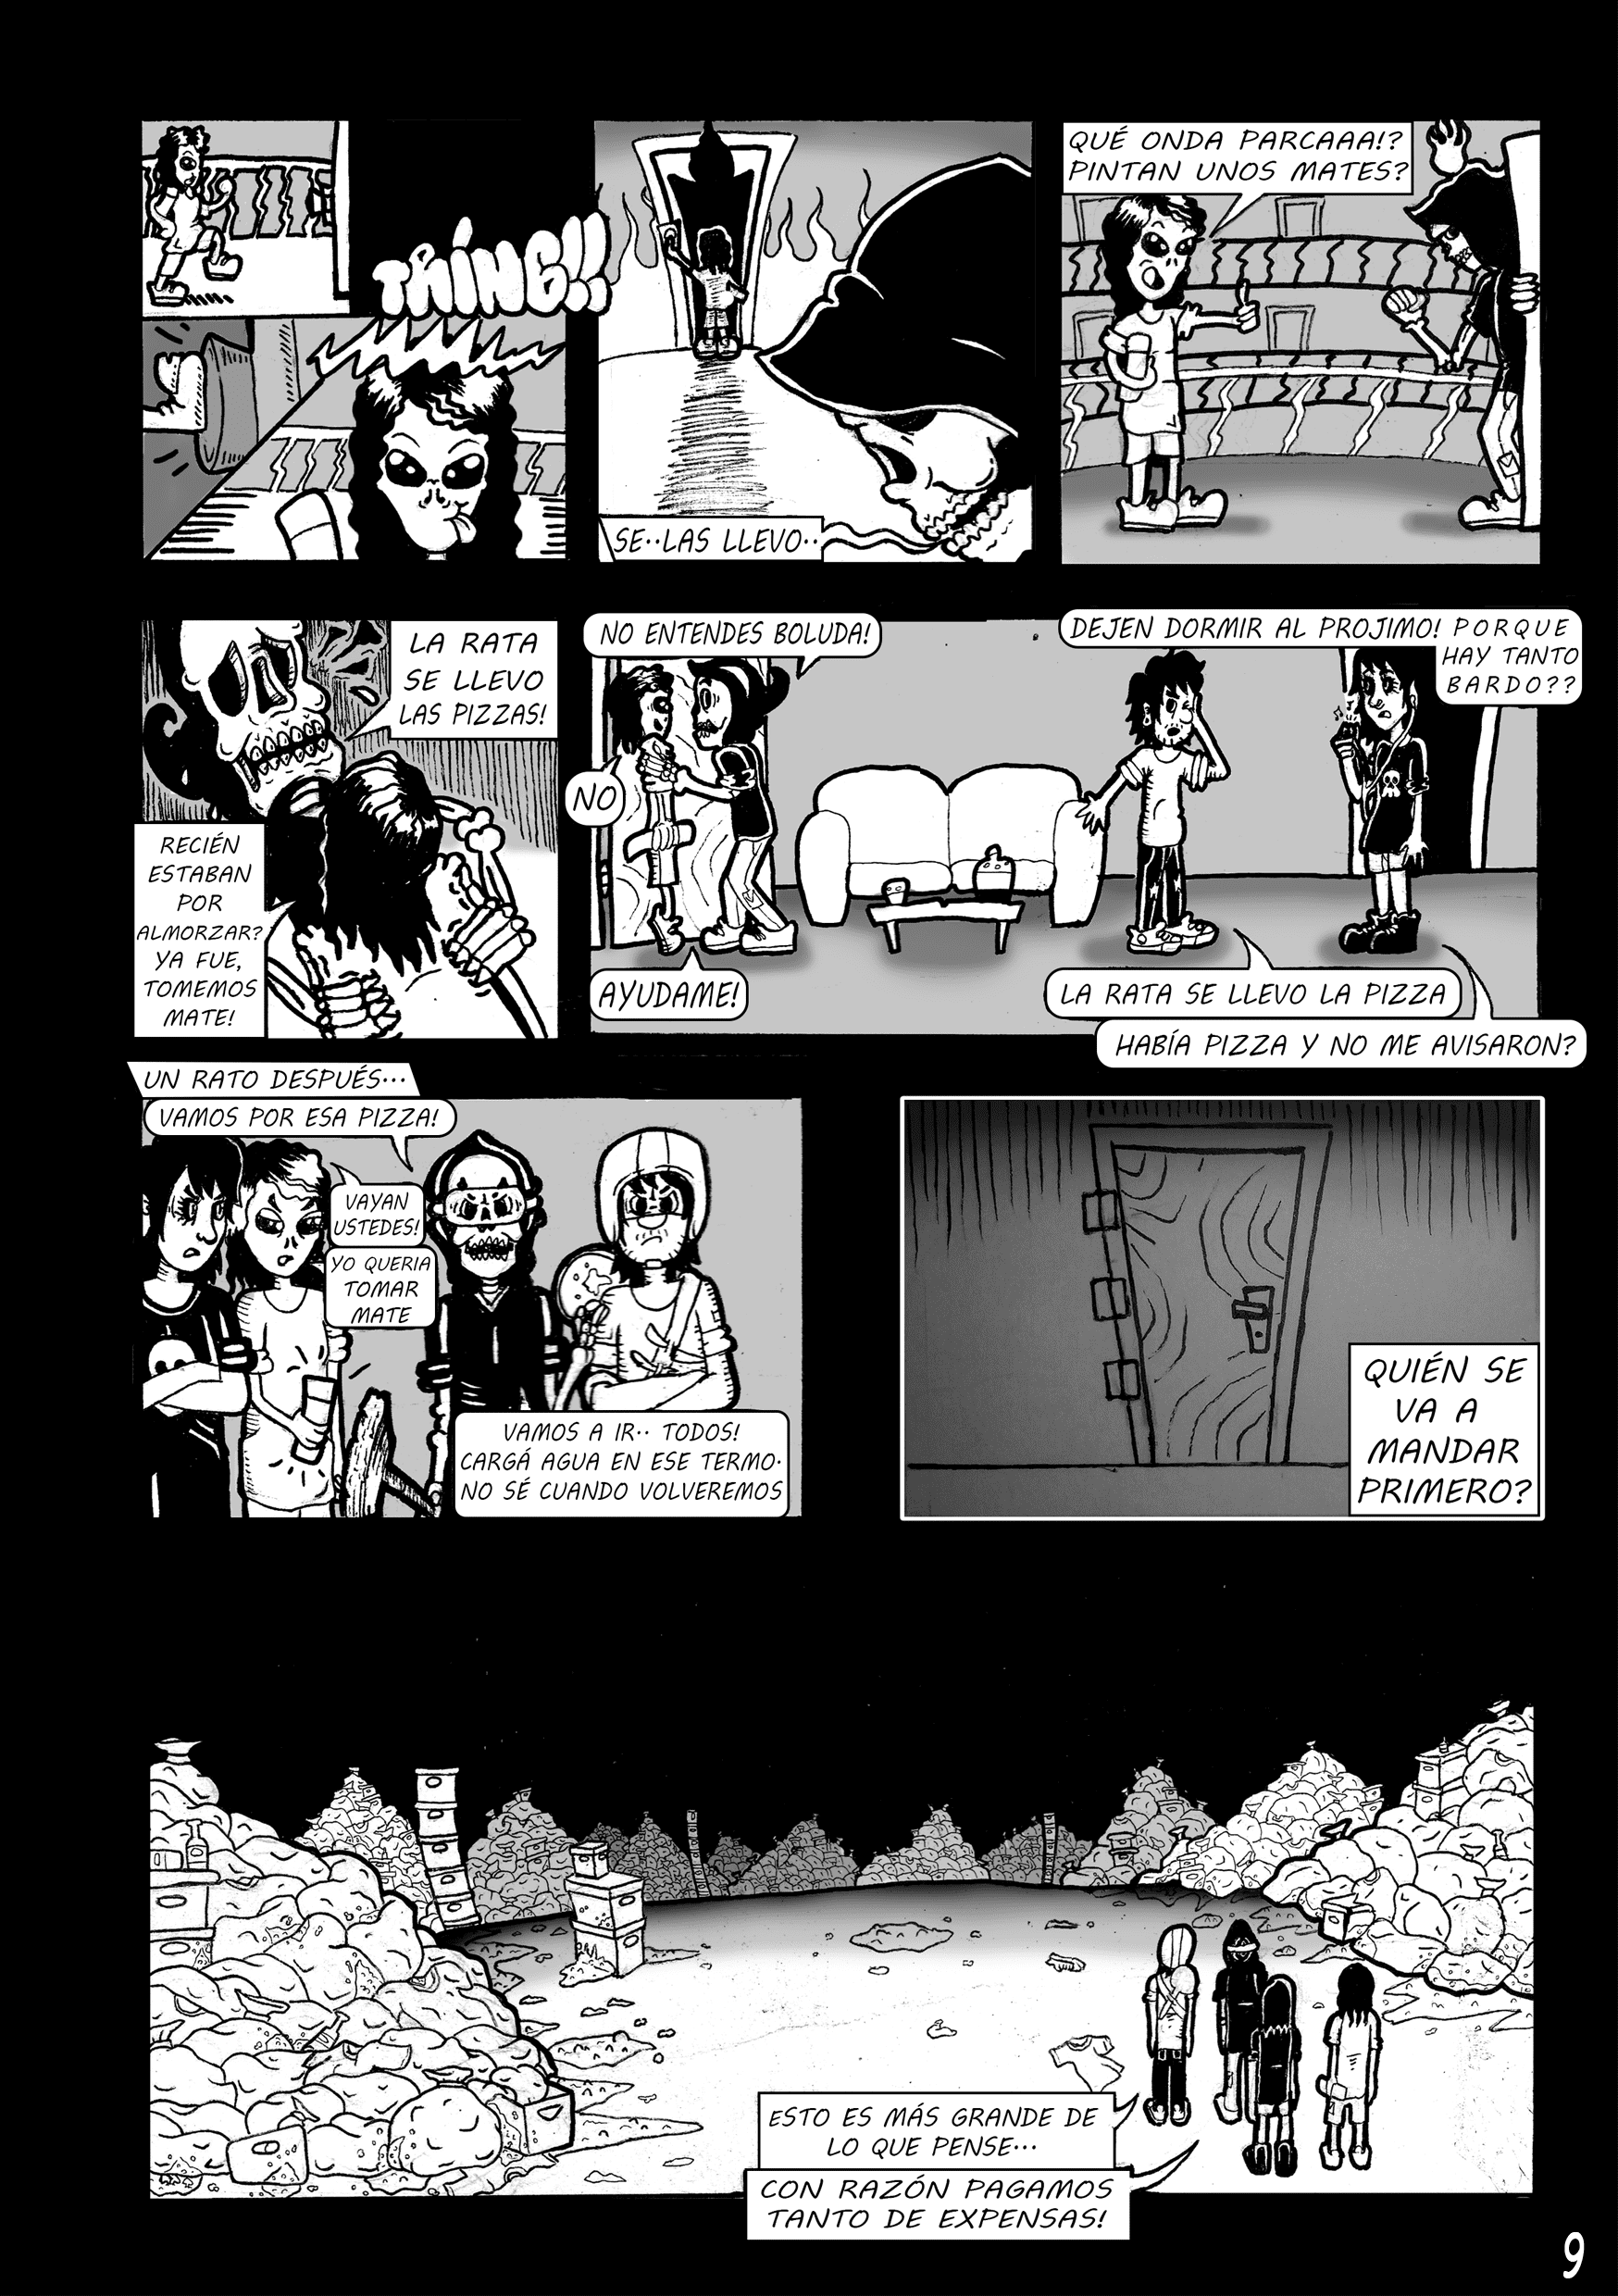 TRÍNG!!
SE..LAS LLEVO..
QUÉ ONDA PARCAAA!?
PINTAN UNOS MATES?
LA RATA
SE LLEVO
LAS PIZZAS!
RECIÉN
ESTABAN
POR
ALMORZAR?
YA FUE,
TOMEMOS
MATE!
NO ENTENDES BOLUDA!
NO
AYUDAME!
DEJEN DORMIR AL PROJIMO!
PORQUE
HAY TANTO
BARDO??
LA RATA SE LLEVO LA PIZZA
HABÍA PIZZA Y NO ME AVISARON?
UN RATO DESPUÉS...
VAMOS POR ESA PIZZA!
VAYAN
USTEDES!
YO QUERIA
TOMAR
MATE
VAMOS A IR.. TODOS!
CARGÁ AGUA EN ESE TERMO.
NO SÉ CUANDO VOLVEREMOS
QUIÉN SE
VA A
MANDAR
PRIMERO?
ESTO ES MÁS GRANDE DE
LO QUE PENSE...
CON RAZÓN PAGAMOS
TANTO DE EXPENSAS!
9